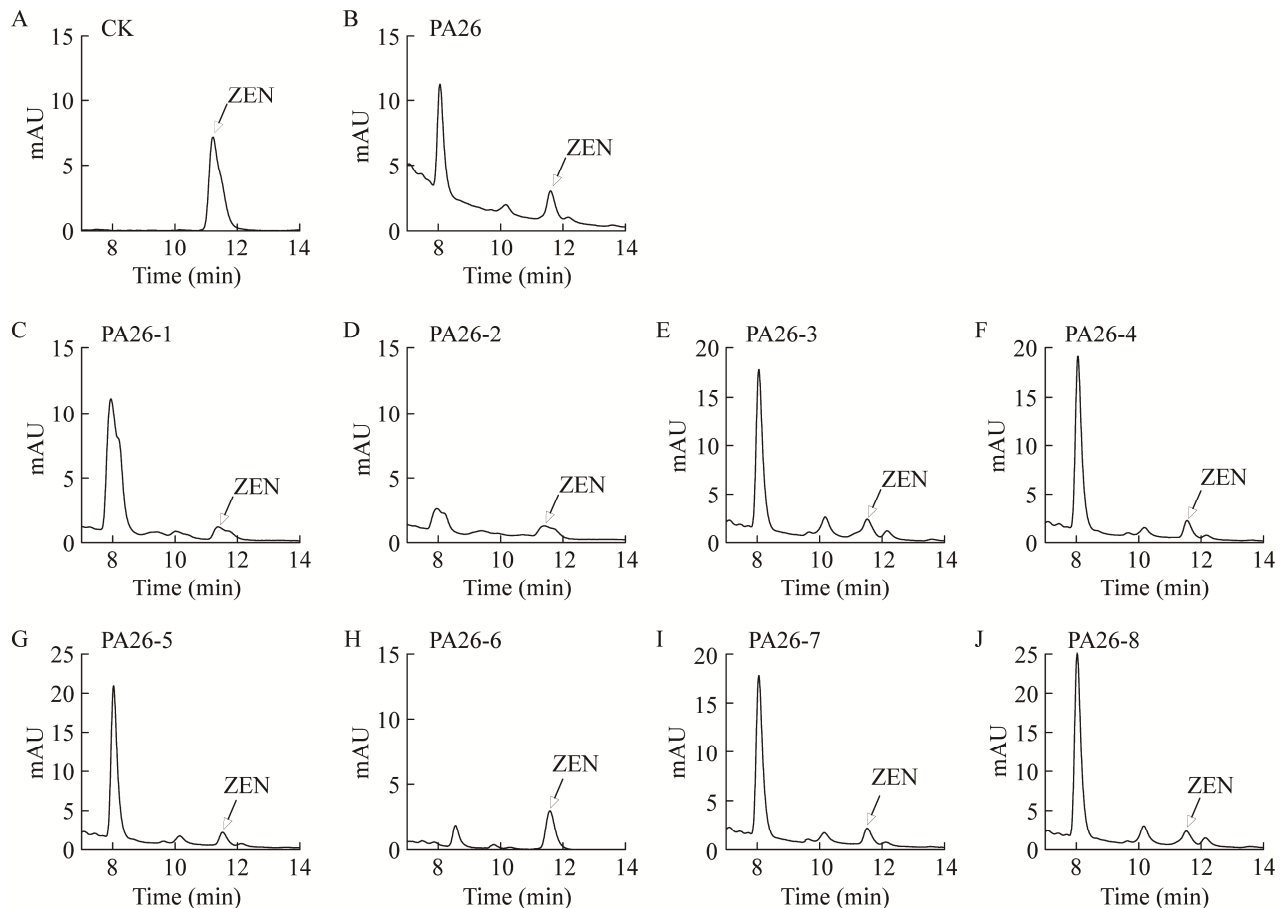 A CK
15
10
5
0
mAU
ZEN
8 10 12 14
Time (min)
B PA26
15
10
5
0
mAU
ZEN
8 10 12 14
Time (min)
C PA26-1
15
10
5
0
mAU
ZEN
8 10 12 14
Time (min)
D PA26-2
15
10
5
0
mAU
ZEN
8 10 12 14
Time (min)
E PA26-3
20
15
10
5
0
mAU
ZEN
8 10 12 14
Time (min)
F PA26-4
20
15
10
5
0
mAU
ZEN
8 10 12 14
Time (min)
G PA26-5
25
20
15
10
5
0
mAU
ZEN
8 10 12 14
Time (min)
H PA26-6
15
10
5
0
mAU
ZEN
8 10 12 14
Time (min)
I PA26-7
20
15
10
5
0
mAU
ZEN
8 10 12 14
Time (min)
J PA26-8
25
20
15
10
5
0
mAU
ZEN
8 10 12 14
Time (min)